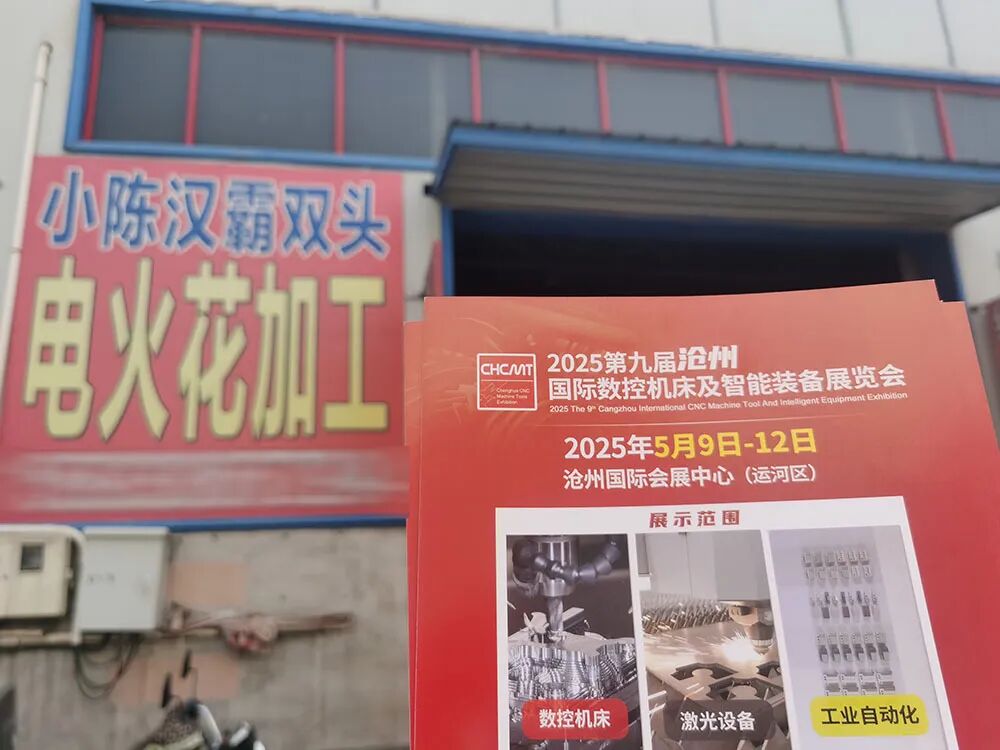 小陈汉霸双头
电火花加工
CHCMT
Chenghua CNC
Machine Tools
Exhibition
2025第九届沧州
国际数控机床及智能装备展览会
2025 The 9th Cangzhou International CNC Machine Tool And Intelligent Equipment Exhibition
2025年5月9日-12日
沧州国际会展中心（运河区）
展示范围
数控机床
激光设备
工业自动化